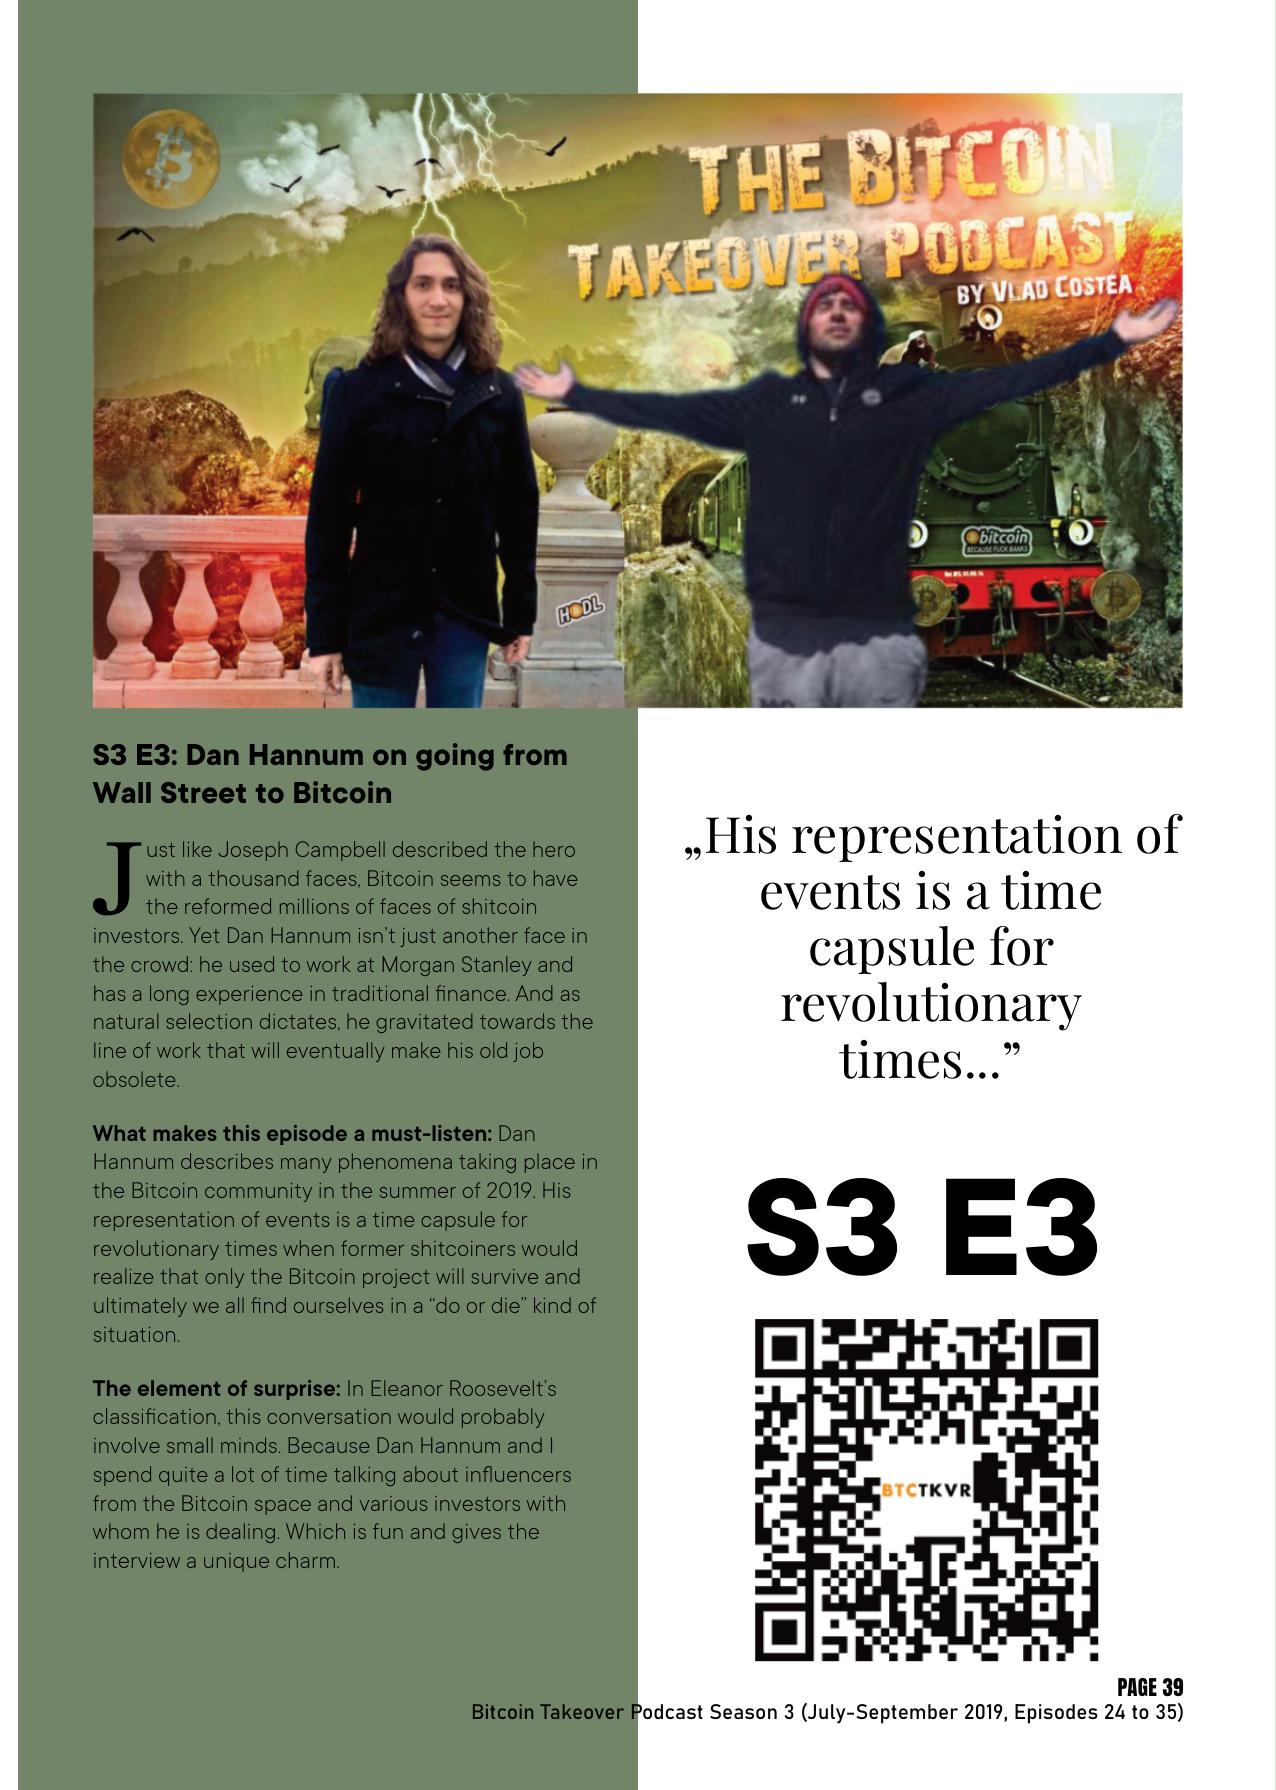 THE BITCOIN
TAKEOVER PODCAST
BY VLAD COSTEA
HODL
bitcoin
BECAUSE FUCK BANKS
S3 E3: Dan Hannum on going from
Wall Street to Bitcoin
Just like Joseph Campbell described the hero
with a thousand faces, Bitcoin seems to have
the reformed millions of faces of shitcoin
investors. Yet Dan Hannum isn't just another face in
the crowd: he used to work at Morgan Stanley and
has a long experience in traditional finance. And as
natural selection dictates, he gravitated towards the
line of work that will eventually make his old job
obsolete.
What makes this episode a must-listen: Dan
Hannum describes many phenomena taking place in
the Bitcoin community in the summer of 2019. His
representation of events is a time capsule for
revolutionary times when former shitcoiners would
realize that only the Bitcoin project will survive and
ultimately we all find ourselves in a “do or die” kind of
situation.
The element of surprise: In Eleanor Roosevelt's
classification, this conversation would probably
involve small minds. Because Dan Hannum and I
spend quite a lot of time talking about influencers
from the Bitcoin space and various investors with
whom he is dealing. Which is fun and gives the
interview a unique charm.
„His representation of
events is a time
capsule for
revolutionary
times...”
S3 E3
BTCTKVR
PAGE 39
Bitcoin Takeover Podcast Season 3 (July-September 2019, Episodes 24 to 35)